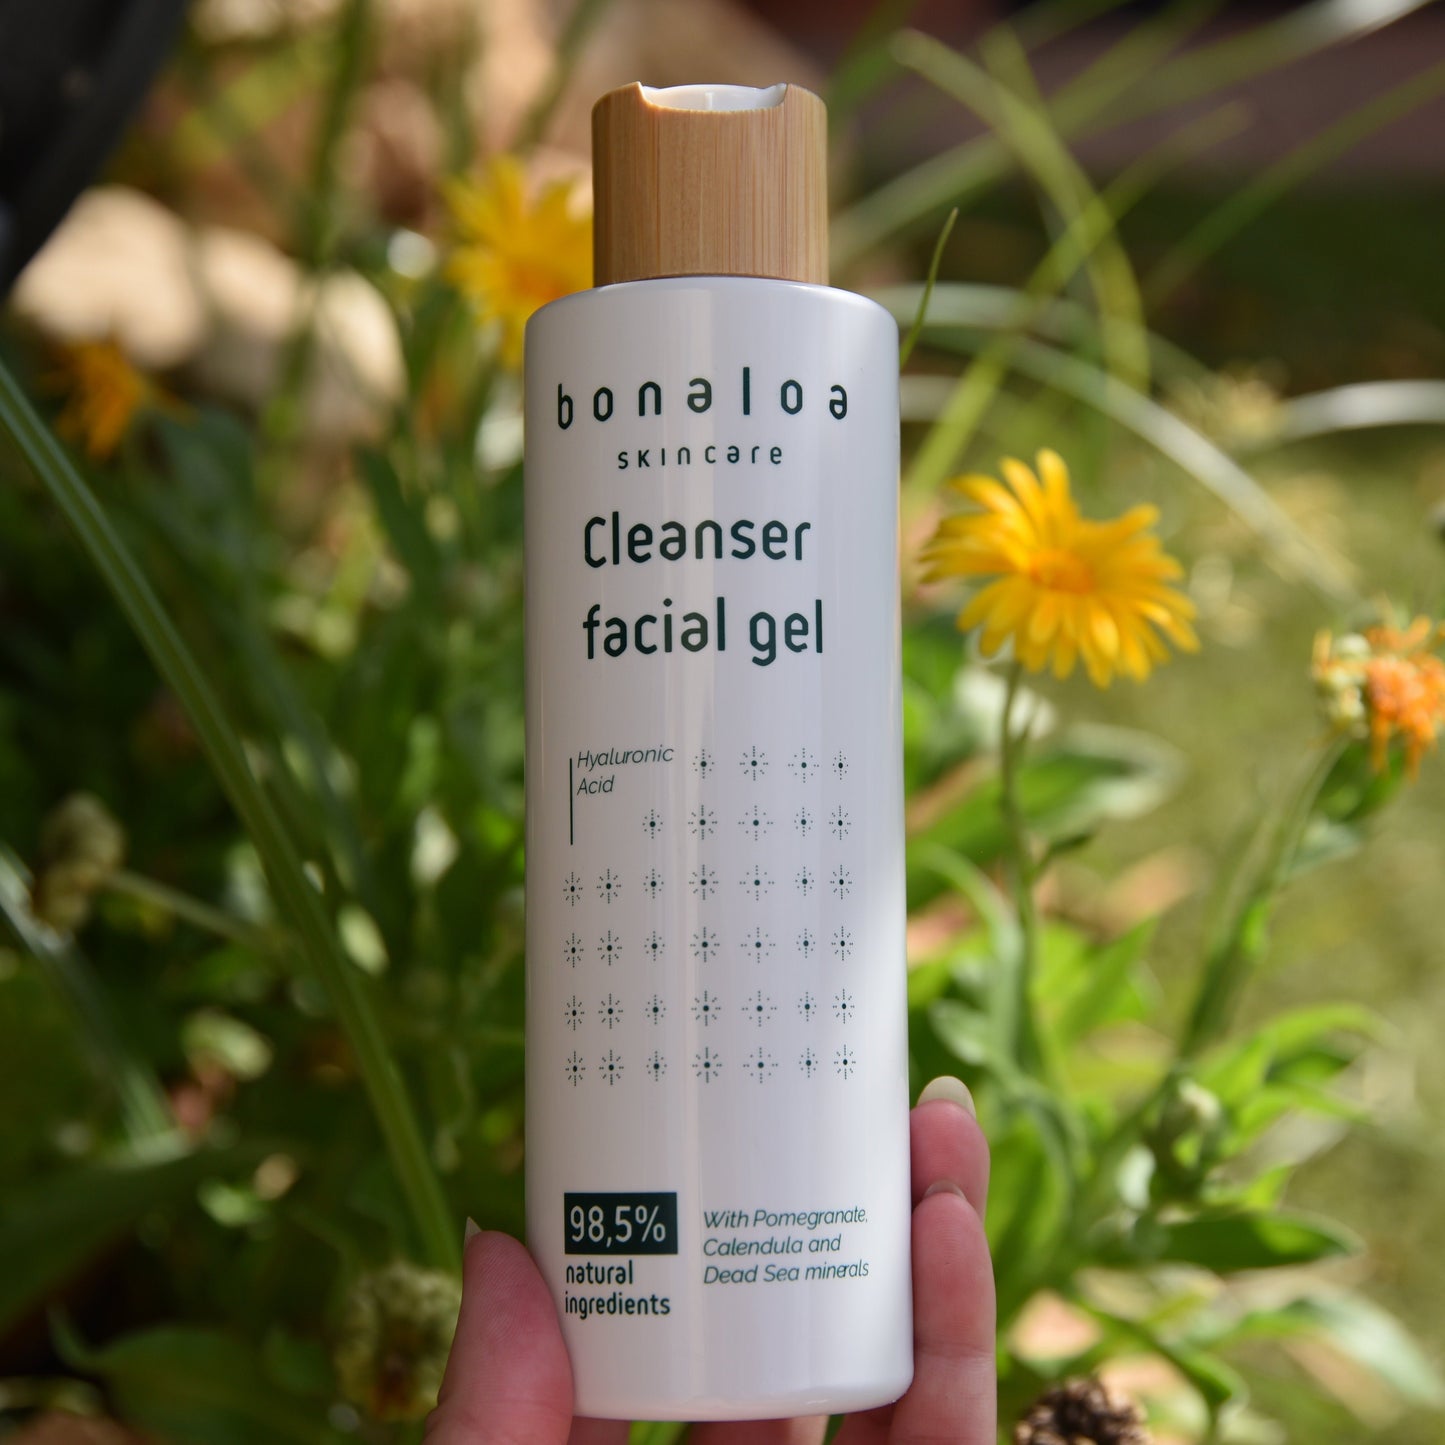 bonaloa
skincare
Cleanser
facial gel
Hyaluronic
Acid
98,5%
natural
ingredients
With Pomegranate,
Calendula and
Dead Sea minerals